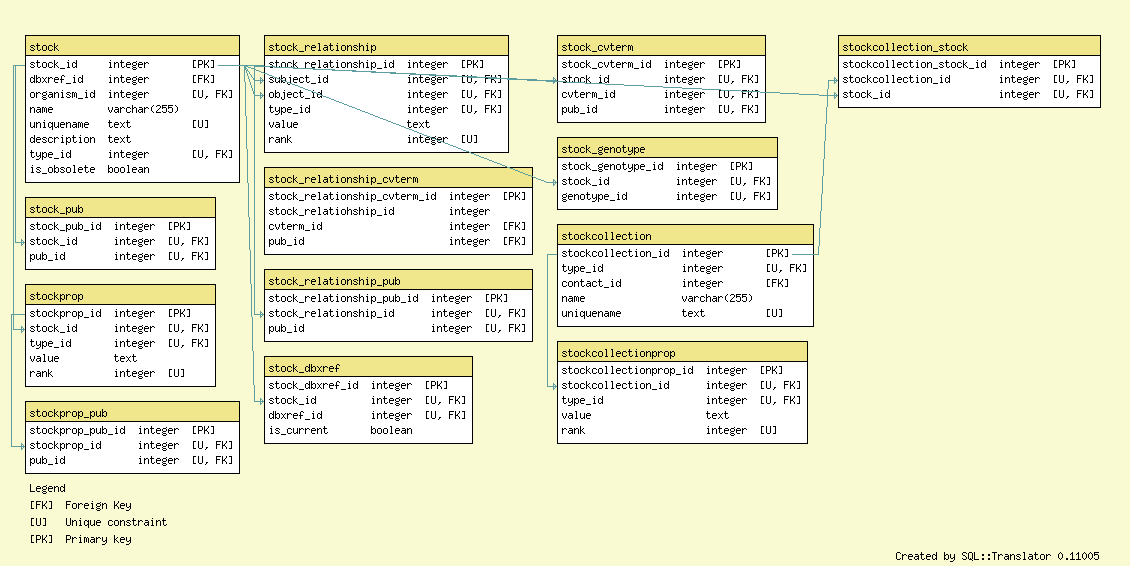 stock
stock_id integer [PK]
dbxref_id integer [FK]
organism_id integer [U, FK]
name varchar(255)
uniquename text [U]
description text
type_id integer [U, FK]
is_obsolete boolean
stock_pub
stock_pub_id integer [PK]
stock_id integer [U, FK]
pub_id integer [U, FK]
stockprop
stockprop_id integer [PK]
stock_id integer [U, FK]
type_id integer [U, FK]
value text
rank integer [U]
stockprop_pub
stockprop_pub_id integer [PK]
stockprop_id integer [U, FK]
pub_id integer [U, FK]
stock_relationship
stock_relationship_id integer [PK]
subject_id integer [U, FK]
object_id integer [U, FK]
type_id integer [U, FK]
value text
rank integer [U]
stock_relationship_cvterm
stock_relationship_cvterm_id integer [PK]
stock_relatiohship_id integer
cvterm_id integer [FK]
pub_id integer [FK]
stock_relationship_pub
stock_relationship_pub_id integer [PK]
stock_relationship_id integer [U, FK]
pub_id integer [U, FK]
stock_dbxref
stock_dbxref_id integer [PK]
stock_id integer [U, FK]
dbxref_id integer [U, FK]
is_current boolean
stock_cvterm
stock_cvterm_id integer [PK]
stock_id integer [U, FK]
cvterm_id integer [U, FK]
pub_id integer [U, FK]
stock_genotype
stock_genotype_id integer [PK]
stock_id integer [U, FK]
genotype_id integer [U, FK]
stockcollection
stockcollection_id integer [PK]
type_id integer [U, FK]
contact_id integer [FK]
name varchar(255)
uniquename text [U]
stockcollectionprop
stockcollectionprop_id integer [PK]
stockcollection_id integer [U, FK]
type_id integer [U, FK]
value text
rank integer [U]
stockcollection_stock
stockcollection_stock_id integer [PK]
stockcollection_id integer [U, FK]
stock_id integer [U, FK]
Legend
[FK] Foreign Key
[U] Unique constraint
[PK] Primary key
Created by SQL::Translator 0.11005